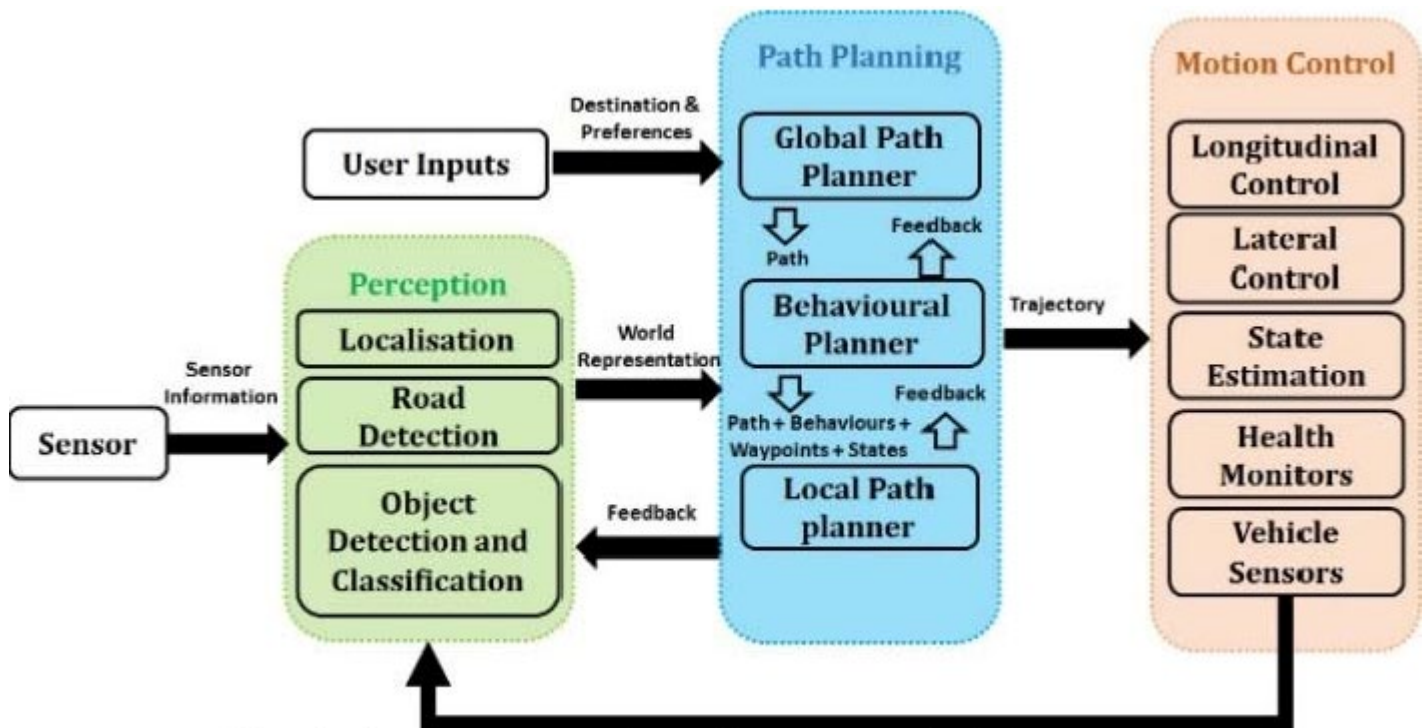 Path Planning
Motion Control
Destination &
Preferences
User Inputs
Global Path
Planner
Longitudinal
Control
Path
Feedback
Lateral
Control
Perception
Localisation
World
Representation
Behavioural
Planner
Trajectory
State
Estimation
Sensor
Information
Sensor
Road
Detection
Feedback
Path + Behaviours +
Waypoints + States
Health
Monitors
Object
Detection and
Classification
Feedback
Local Path
planner
Vehicle
Sensors